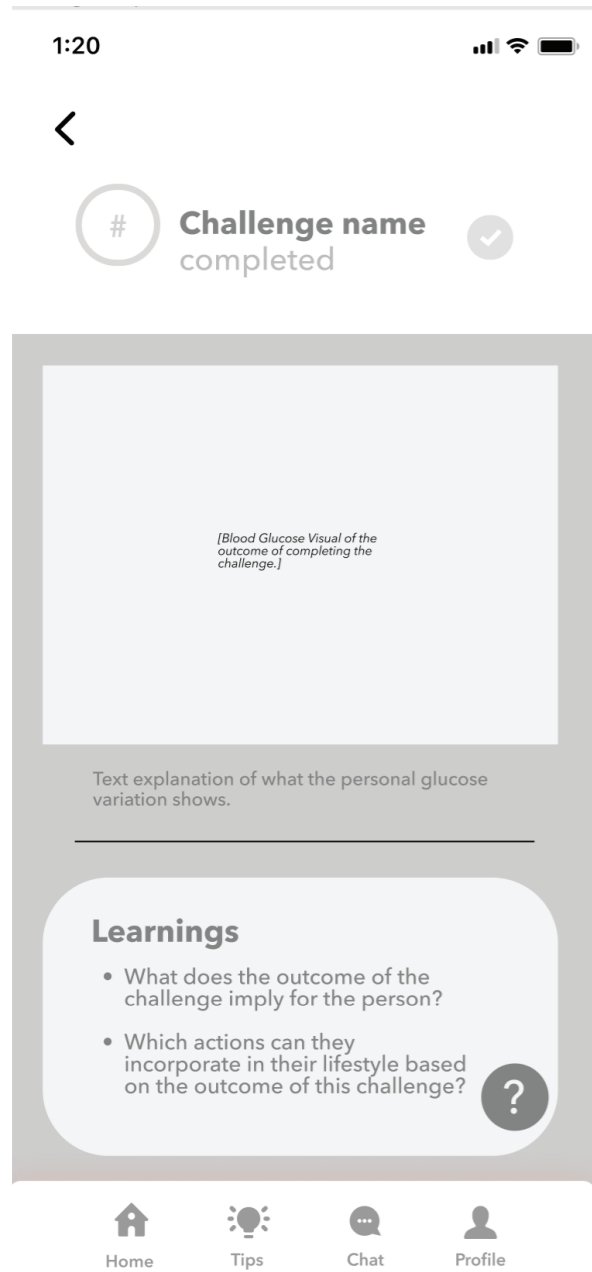 1:20
#
Challenge name
completed
[Blood Glucose Visual of the
outcome of completing the
challenge.]
Text explanation of what the personal glucose
variation shows.
Learnings
• What does the outcome of the
challenge imply for the person?
• Which actions can they
incorporate in their lifestyle based
on the outcome of this challenge?
?
Home
Tips
Chat
Profile